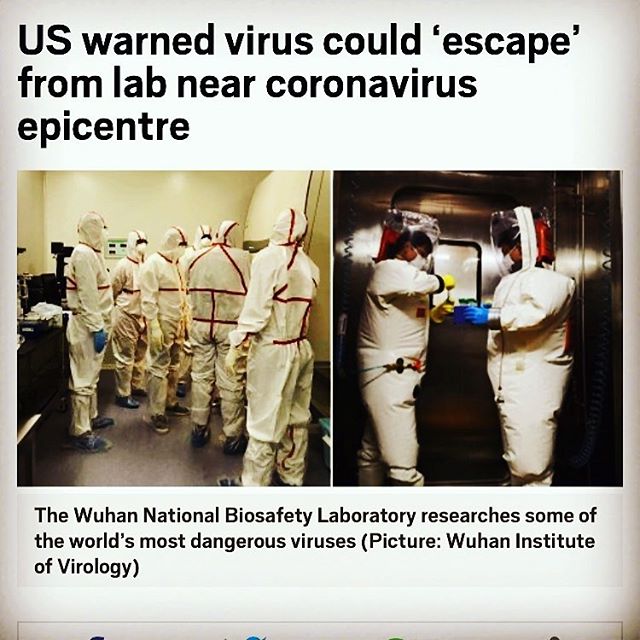 US warned virus could ‘escape’
from lab near coronavirus
epicentre
The Wuhan National Biosafety Laboratory researches some of
the world’s most dangerous viruses (Picture: Wuhan Institute
of Virology)